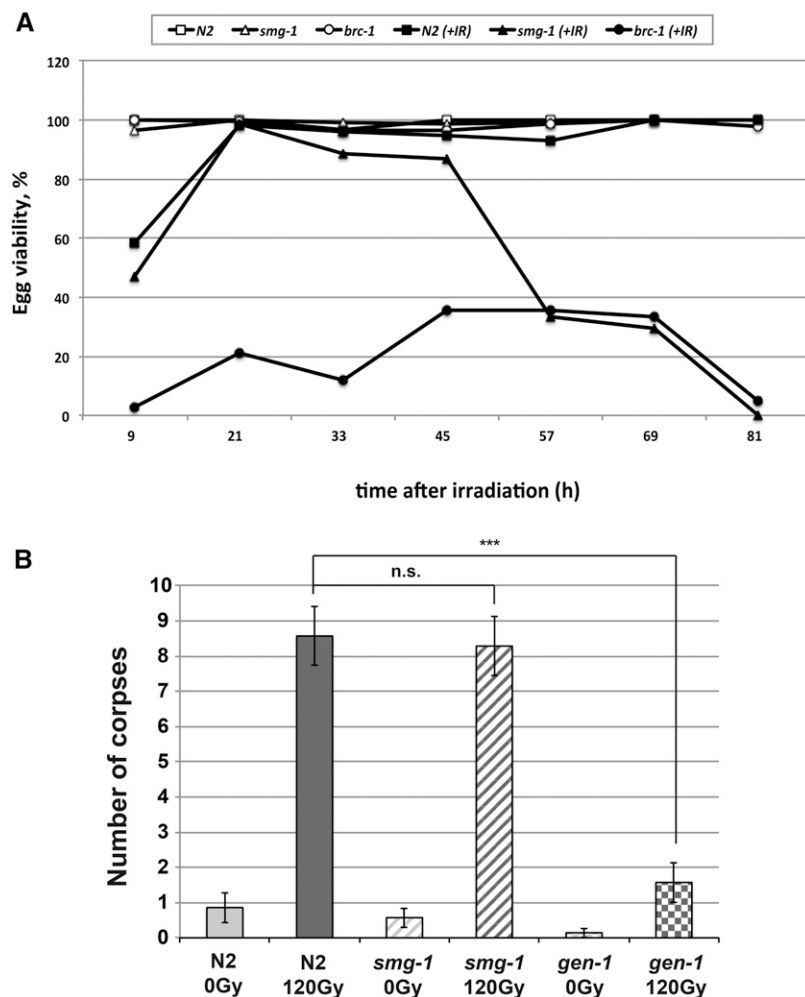 A
N2 smg-1 brc-1 N2 (+IR) smg-1 (+IR) brc-1 (+IR)
120
100
80
60
40
20
0
Egg viability, %
9 21 33 45 57 69 81
time after irradiation (h)
B
***
n.s.
10
9
8
7
6
5
4
3
2
1
0
Number of corpses
N2 N2 smg-1 smg-1 gen-1 gen-1
0Gy 120Gy 0Gy 120Gy 0Gy 120Gy